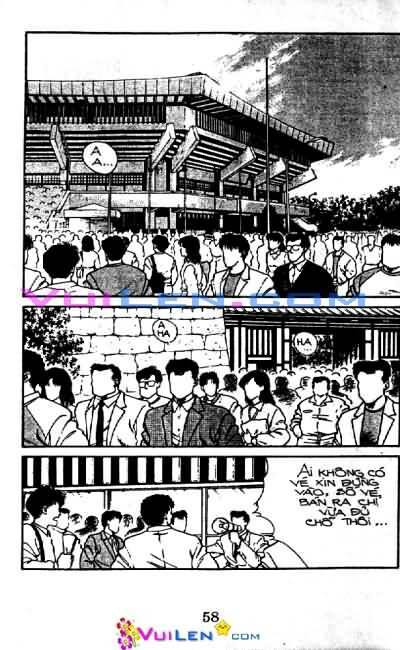 A
A...
VUILEN.COM
A
HA
HA
...
AI KHÔNG CÓ
VÉ XIN ĐỪNG
VÀO, SỐ VÉ
BÁN RA CHỈ
VỪA ĐỦ
CHỖ THÔI...
58
VUILEN.COM